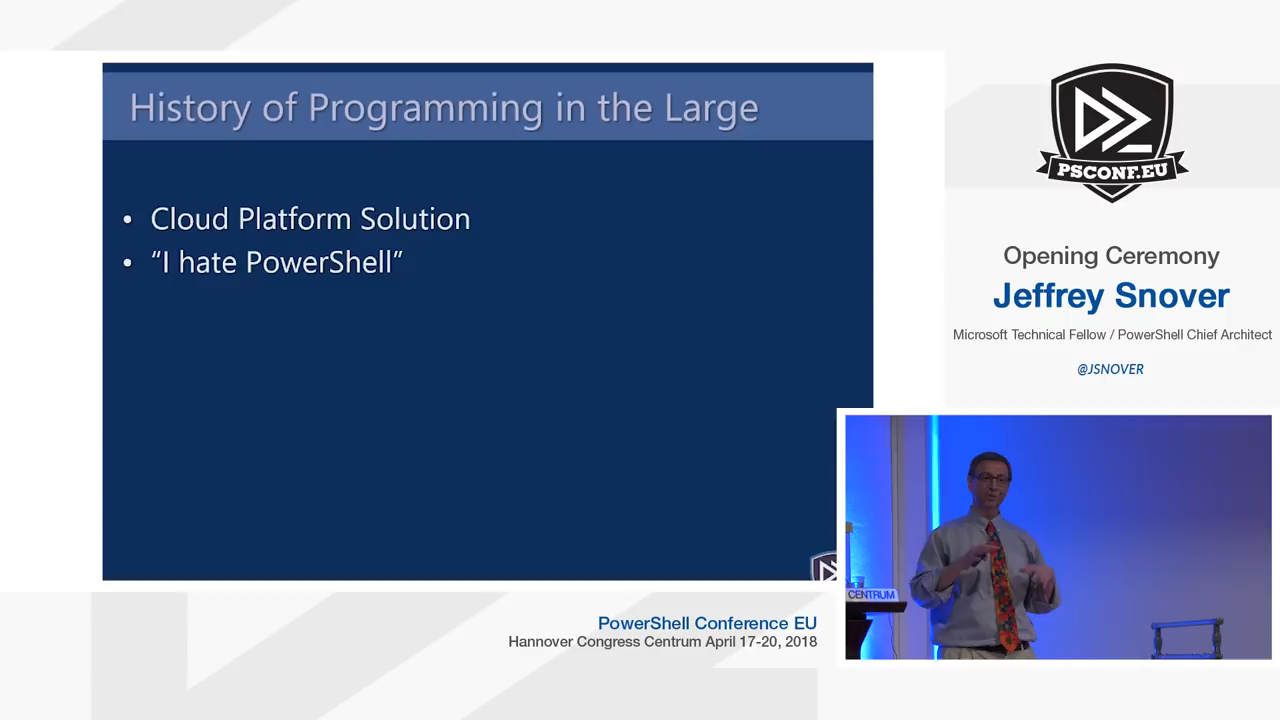 History of Programming in the Large
• Cloud Platform Solution
• “I hate PowerShell”
PSCONF.EU
Opening Ceremony
Jeffrey Snover
Microsoft Technical Fellow / PowerShell Chief Architect
@JSNOVER
CENTRUM
PowerShell Conference EU
Hannover Congress Centrum April 17-20, 2018